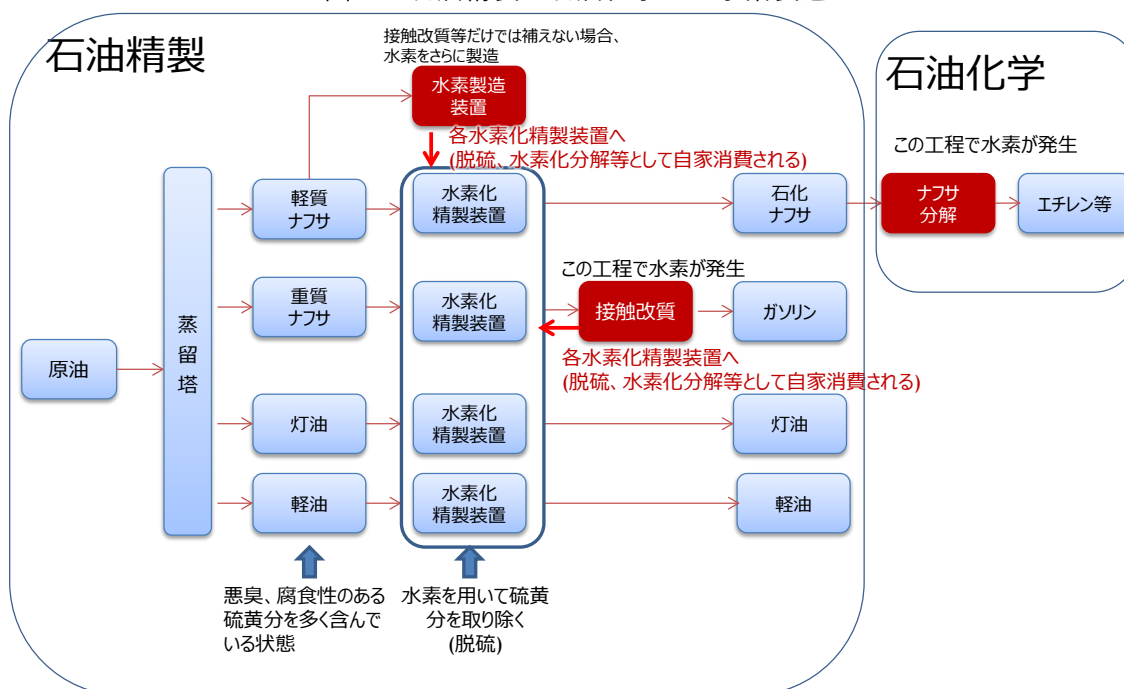 石油精製
接触改質等だけでは補えない場合、
水素をさらに製造
水素製造
装置
各水素化精製装置へ
(脱硫、水素化分解等として自家消費される)
石油化学
この工程で水素が発生
軽質
ナフサ
水素化
精製装置
石化
ナフサ
ナフサ
分解
エチレン等
この工程で水素が発生
重質
ナフサ
水素化
精製装置
接触改質
ガソリン
各水素化精製装置へ
(脱硫、水素化分解等として自家消費される)
原油
蒸
留
塔
灯油
水素化
精製装置
灯油
軽油
水素化
精製装置
軽油
悪臭、腐食性のある
硫黄分を多く含んで
いる状態
水素を用いて硫黄
分を取り除く
(脱硫)